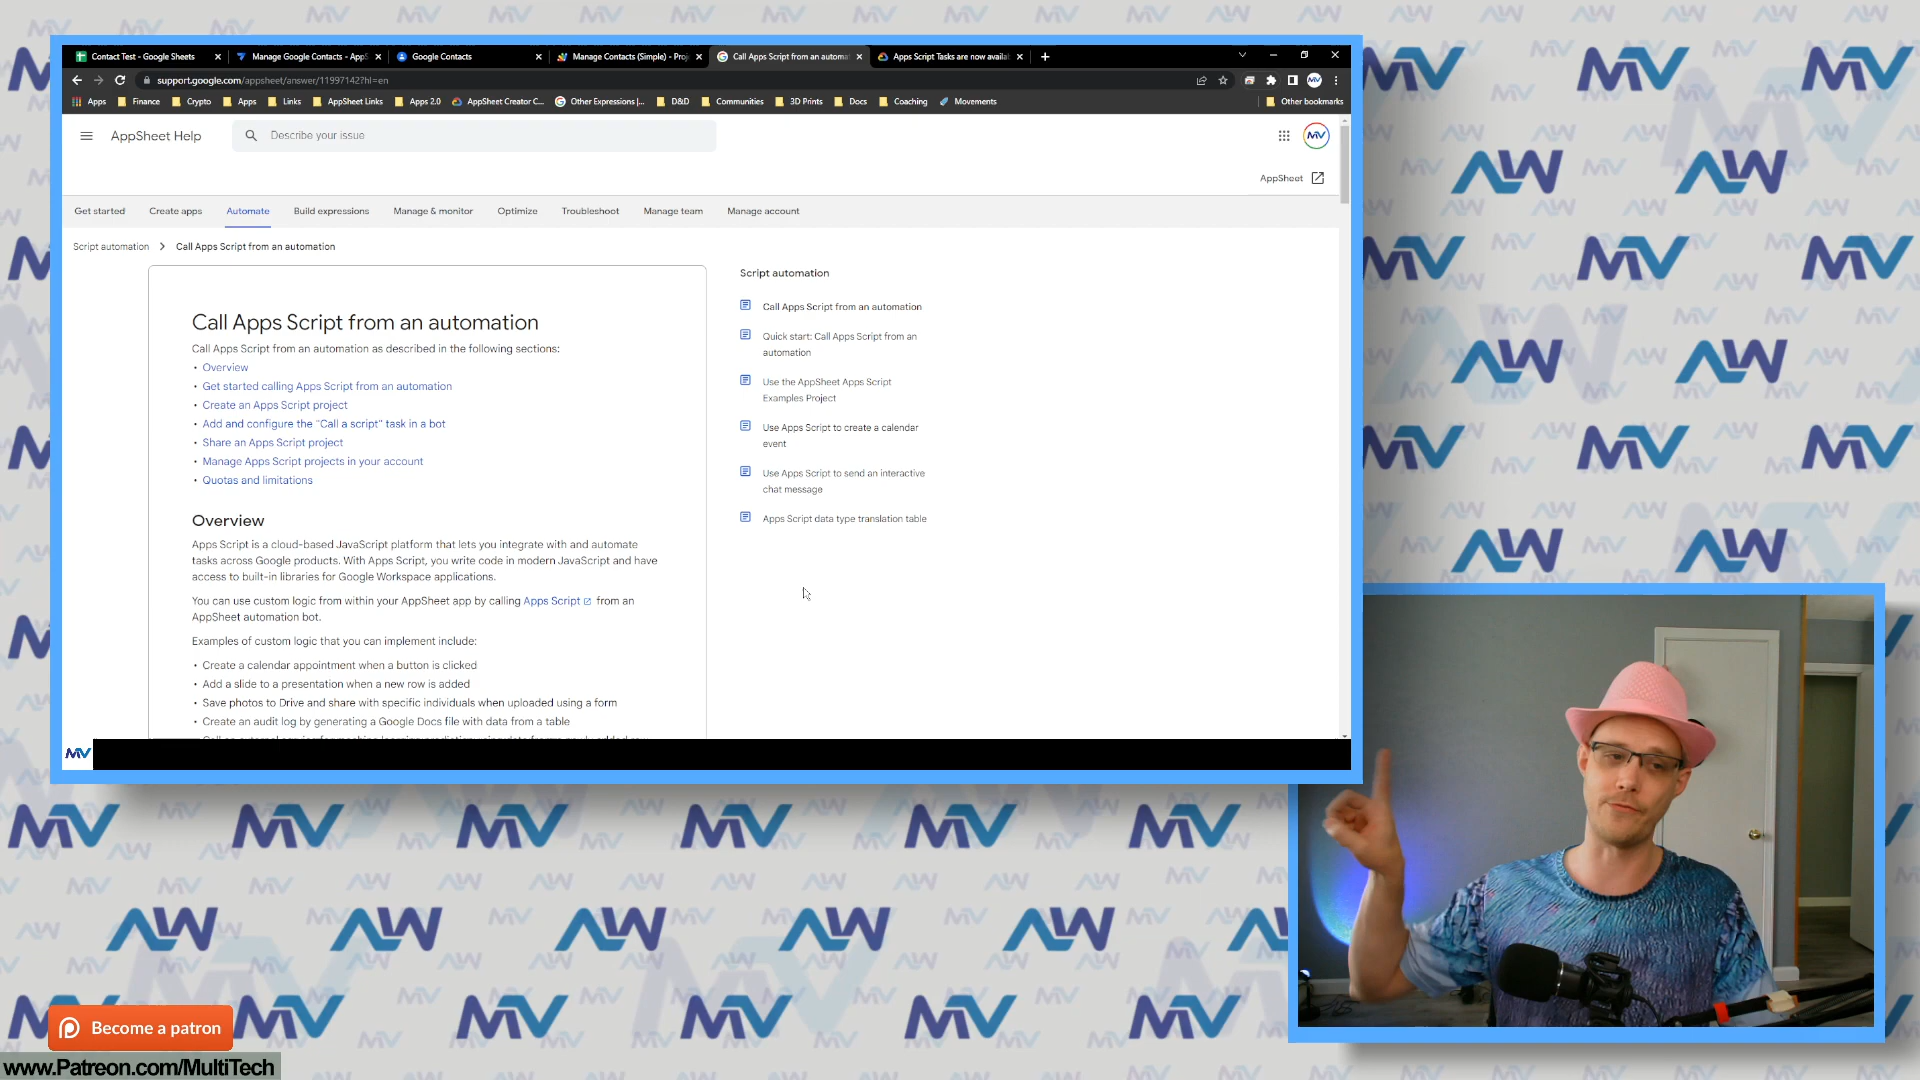 Contact Test - Google Sheets
Manage Google Contacts - AppS
Google Contacts
Manage Contacts (Simple) - Proj
Call Apps Script from an automat
Apps Script Tasks are now availa
support.google.com/appsheet/answer/11997142?hl=en
Apps
Finance
Crypto
Apps
Links
AppSheet Links
Apps 2.0
AppSheet Creator C...
Other Expressions |...
D&D
Communities
3D Prints
Docs
Coaching
Movements
Other bookmarks
AppSheet Help
Describe your issue
MV
AppSheet
Get started
Create apps
Automate
Build expressions
Manage & monitor
Optimize
Troubleshoot
Manage team
Manage account
Script automation
Call Apps Script from an automation
Call Apps Script from an automation
Call Apps Script from an automation as described in the following sections:
• Overview
• Get started calling Apps Script from an automation
• Create an Apps Script project
• Add and configure the "Call a script" task in a bot
• Share an Apps Script project
• Manage Apps Script projects in your account
• Quotas and limitations
Overview
Apps Script is a cloud-based JavaScript platform that lets you integrate with and automate
tasks across Google products. With Apps Script, you write code in modern JavaScript and have
access to built-in libraries for Google Workspace applications.
You can use custom logic from within your AppSheet app by calling Apps Script from an
AppSheet automation bot.
Examples of custom logic that you can implement include:
• Create a calendar appointment when a button is clicked
• Add a slide to a presentation when a new row is added
• Save photos to Drive and share with specific individuals when uploaded using a form
• Create an audit log by generating a Google Docs file with data from a table
Script automation
Call Apps Script from an automation
Quick start: Call Apps Script from an
automation
Use the AppSheet Apps Script
Examples Project
Use Apps Script to create a calendar
event
Use Apps Script to send an interactive
chat message
Apps Script data type translation table
MV
Become a patron
www.Patreon.com/MultiTech